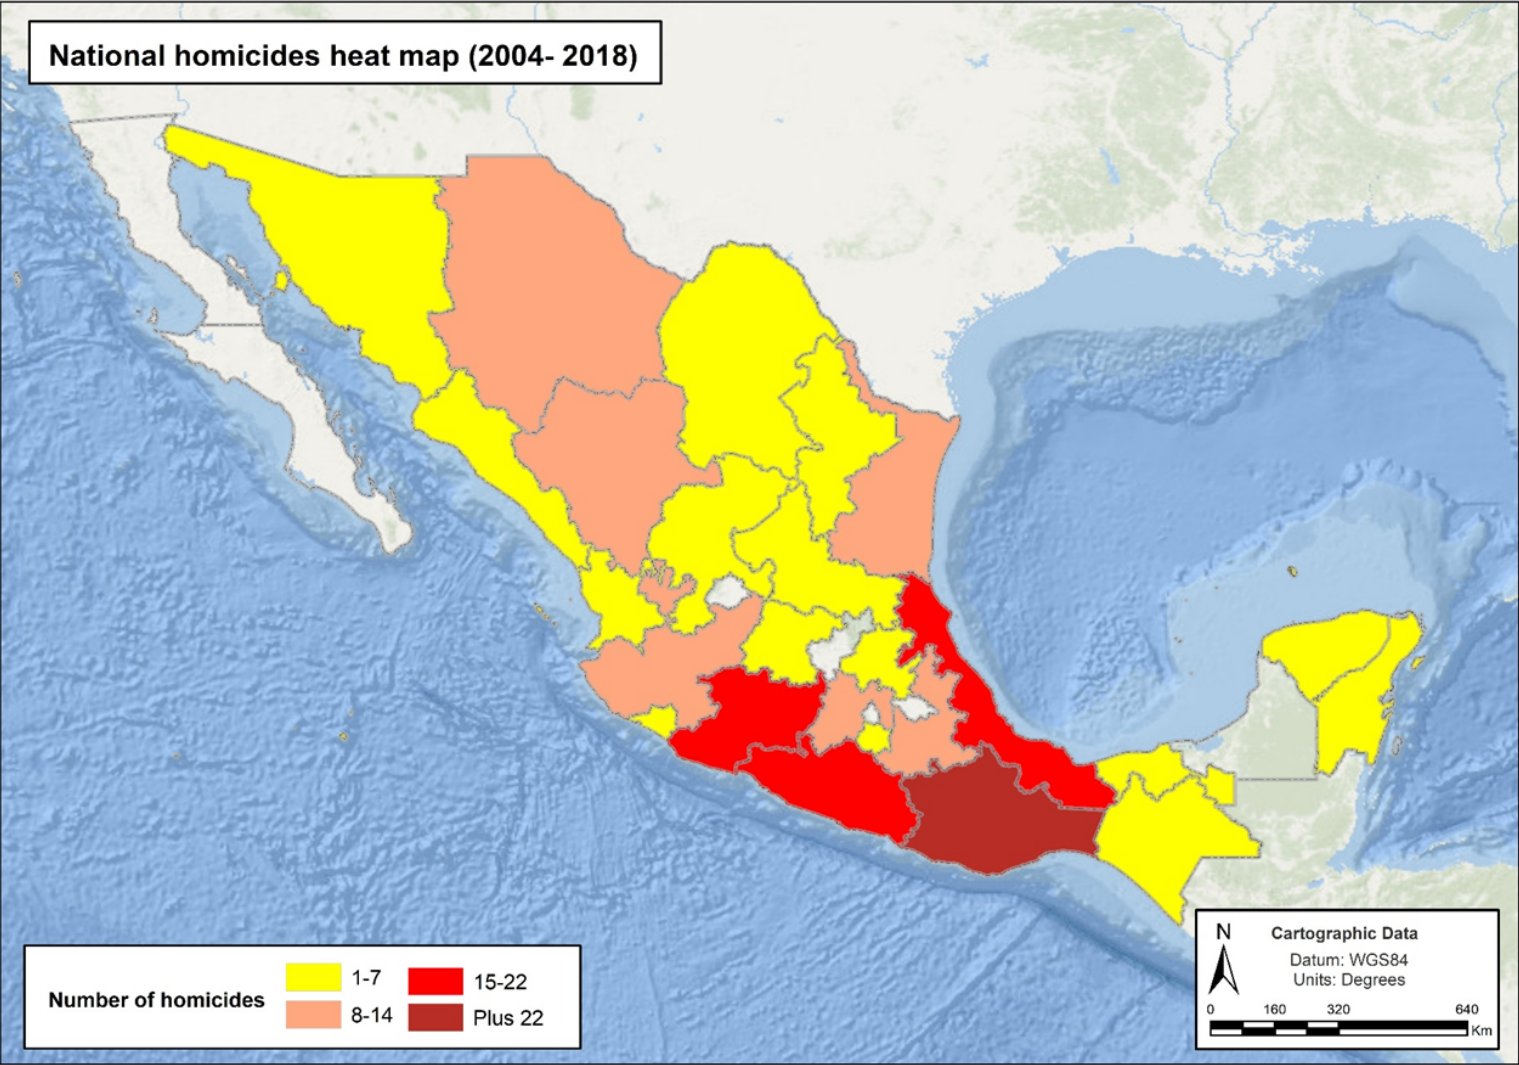 National homicides heat map (2004- 2018)
Number of homicides
1-7
15-22
8-14
Plus 22
N
Cartographic Data
Datum: WGS84
Units: Degrees
0 160 320 640
Km